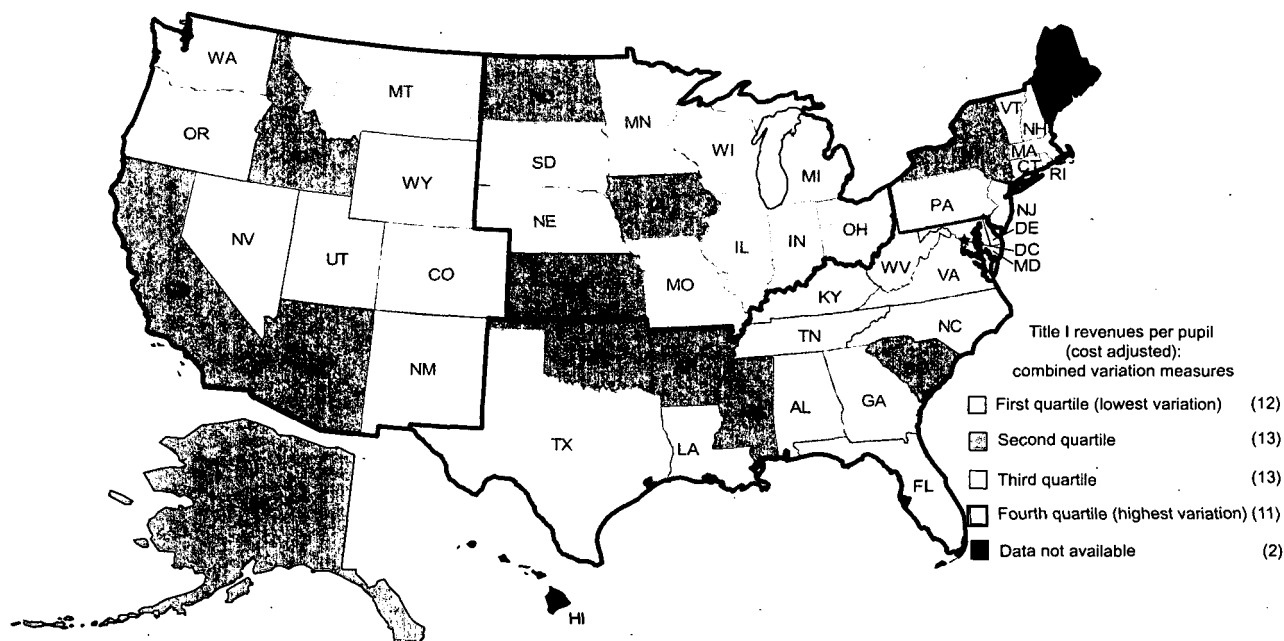 WA
MT
OR
WY
NV
UT
CO
NM
SD
NE
MN
WI
MI
IL
IN
OH
MO
KY
WV
VA
TN
NC
TX
LA
AL
GA
FL
PA
VT
NH
MA
CT
RI
NJ
DE
DC
MD
HI
Title I revenues per pupil
(cost adjusted):
combined variation measures
First quartile (lowest variation) (12)
Second quartile (13)
Third quartile (13)
Fourth quartile (highest variation) (11)
Data not available (2)